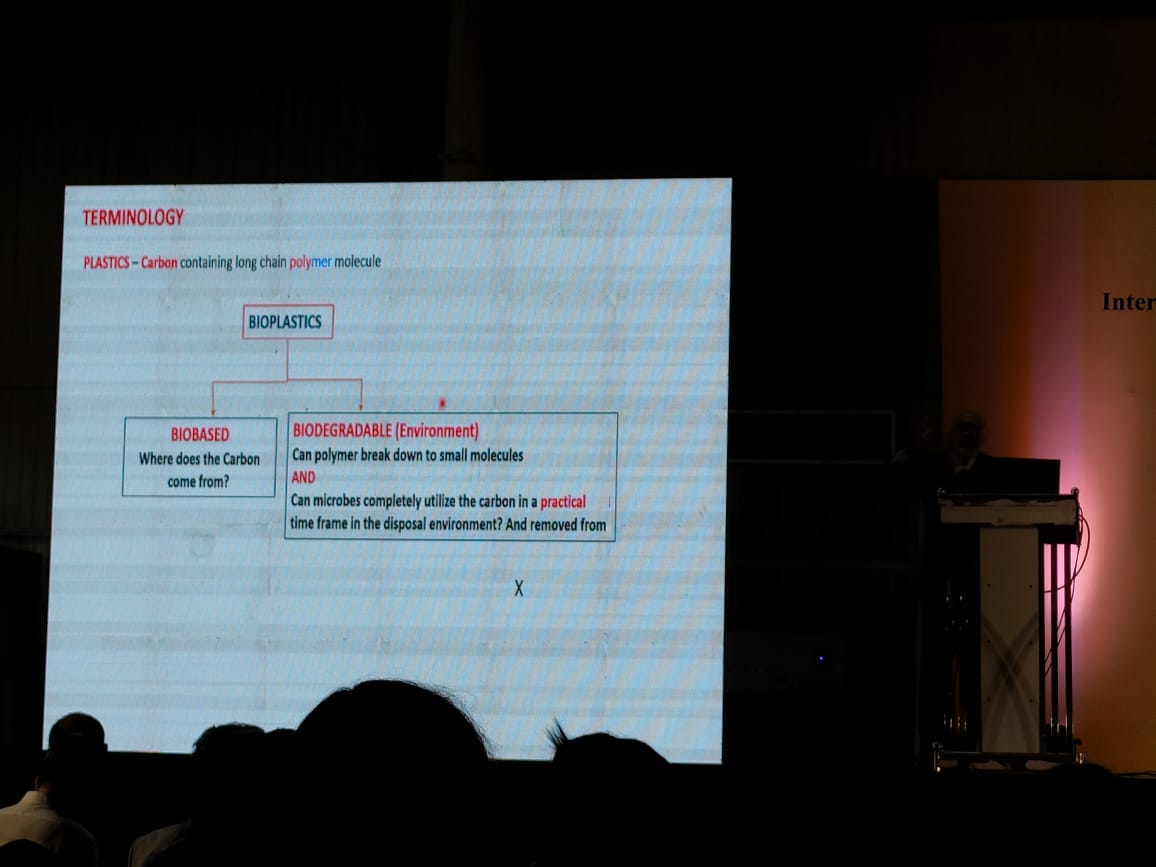 TERMINOLOGY
PLASTICS – Carbon containing long chain polymer molecule
BIOPLASTICS
BIOBASED
Where does the Carbon
come from?
BIODEGRADABLE (Environment)
Can polymer break down to small molecules
AND
Can microbes completely utilize the carbon in a practical
time frame in the disposal environment? And removed from
X
Inter